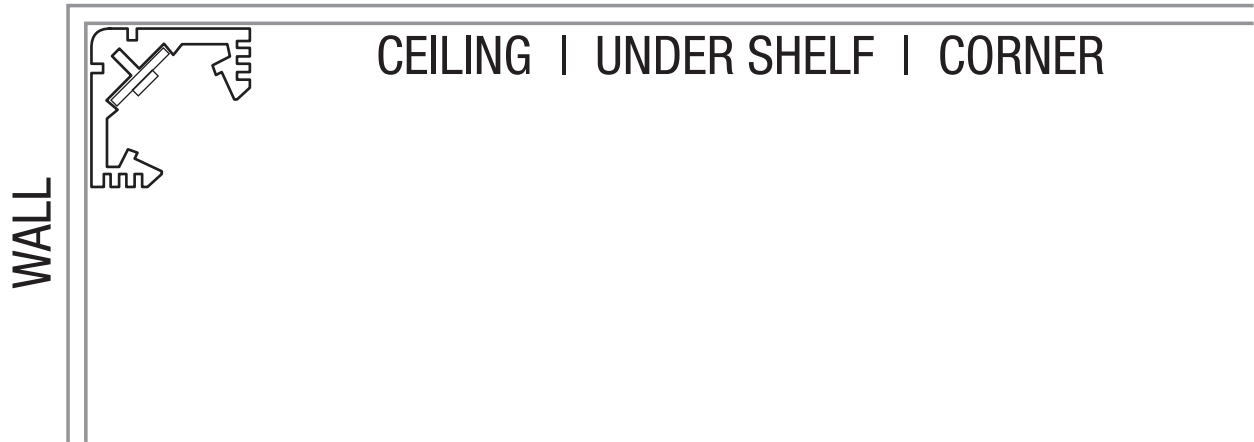 CEILING | UNDER SHELF | CORNER
WALL